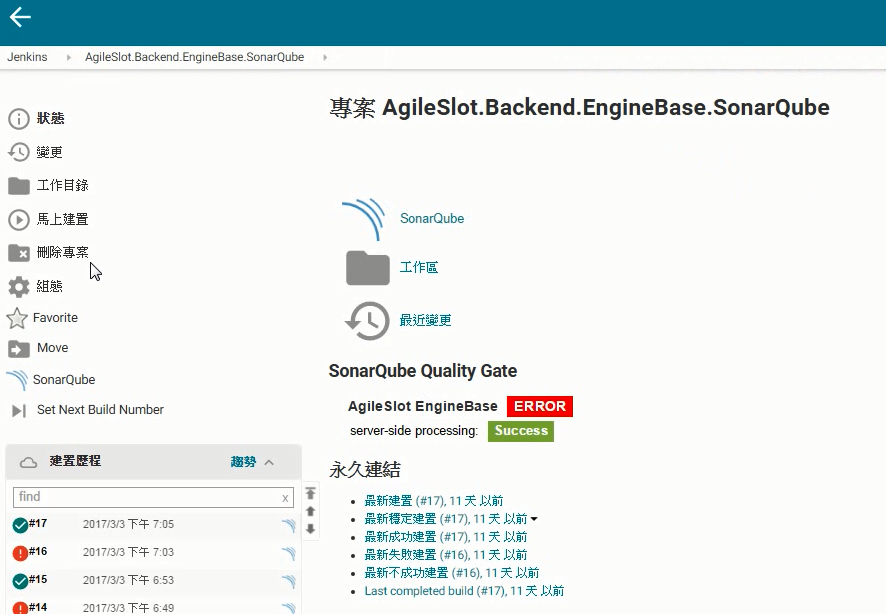 Jenkins AgileSlot.Backend.EngineBase.SonarQube
狀態
變更
工作目錄
馬上建置
刪除專案
組態
Favorite
Move
SonarQube
Set Next Build Number
建置歷程 趨勢
find x
#17 2017/3/3 下午 7:05
#16 2017/3/3 下午 7:03
#15 2017/3/3 下午 6:53
#14 2017/3/3 下午 6:49
專案 AgileSlot.Backend.EngineBase.SonarQube
SonarQube
工作區
最近變更
SonarQube Quality Gate
AgileSlot EngineBase ERROR
server-side processing: Success
永久連結
最新建置 (#17), 11 天 以前
最新穩定建置 (#17), 11 天 以前
最新成功建置 (#17), 11 天 以前
最新失敗建置 (#16), 11 天 以前
最新不成功建置 (#16), 11 天 以前
Last completed build (#17), 11 天 以前